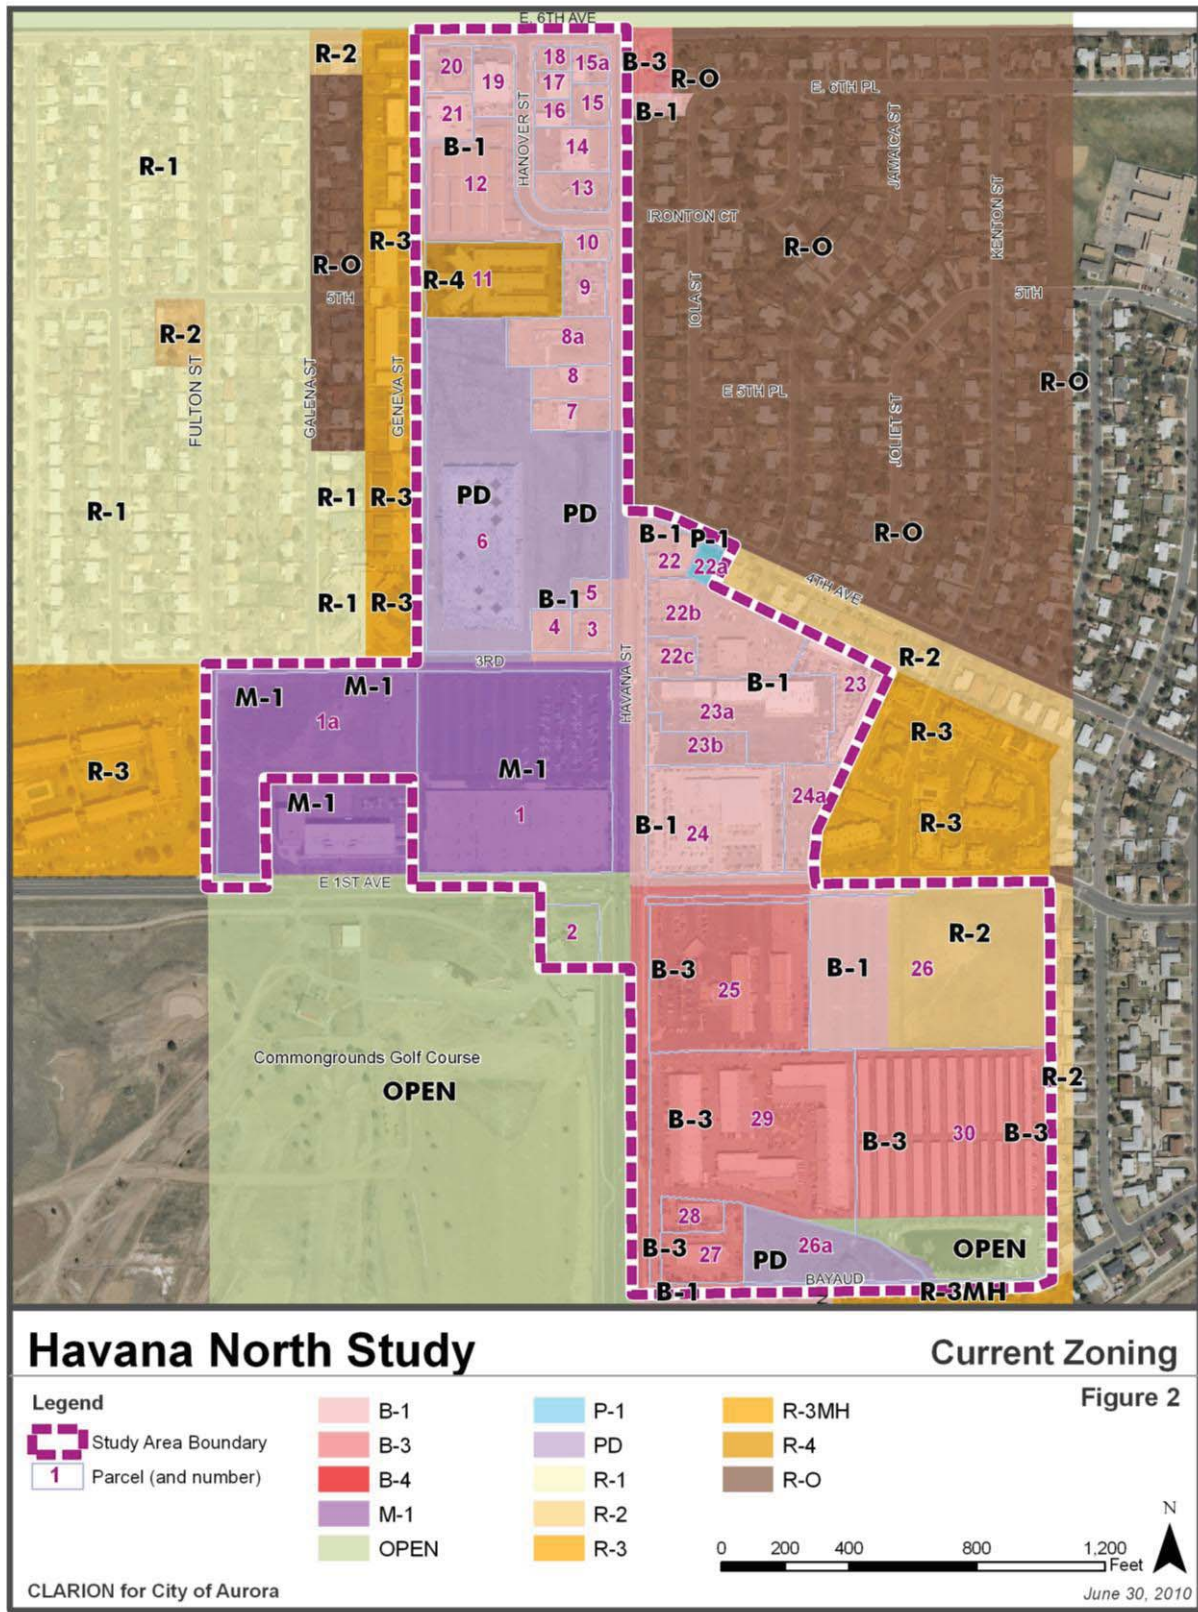 E. 6TH AVE
R-2
20
19
18
15a
B-3
R-O
E. 6TH PL
17
21
16
15
B-1
R-1
B-1
HANOVER ST
14
JAMAICA ST
12
13
KENTON ST
IRONTON CT
R-3
10
R-O
R-O
R-4
11
9
5TH
5TH
IOLA ST
R-2
8a
FULTON ST
GALENA ST
GENEVA ST
8
E 5TH PL
R-O
7
JOLIET ST
R-1
R-3
PD
PD
R-1
6
B-1
P-1
R-O
22
22a
4TH AVE
R-1
R-3
B-1
5
22b
4
3
3RD
HAVANA ST
22c
R-2
M-1
M-1
B-1
23
1a
23a
R-3
23b
R-3
M-1
M-1
24a
1
B-1
24
R-3
E 1ST AVE
2
R-2
B-3
B-1
26
25
Commongrounds Golf Course
OPEN
R-2
B-3
29
B-3
30
B-3
28
B-3
27
26a
OPEN
PD
BAYAUD
B-1
R-3MH
Havana North Study
Current Zoning
Figure 2
Legend
Study Area Boundary
1
Parcel (and number)
B-1
B-3
B-4
M-1
OPEN
P-1
PD
R-1
R-2
R-3
R-3MH
R-4
R-O
N
0 200 400 800 1,200
Feet
CLARION for City of Aurora
June 30, 2010